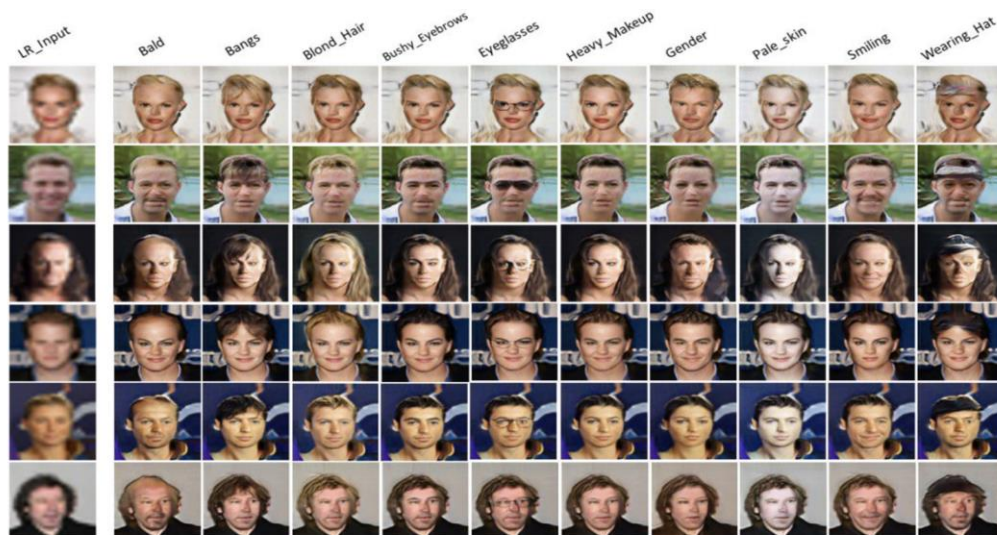 LR_Input
Bald
Bangs
Blond_Hair
Bushy_Eyebrows
Eyeglasses
Heavy_Makeup
Gender
Pale_skin
Smiling
Wearing_Hat